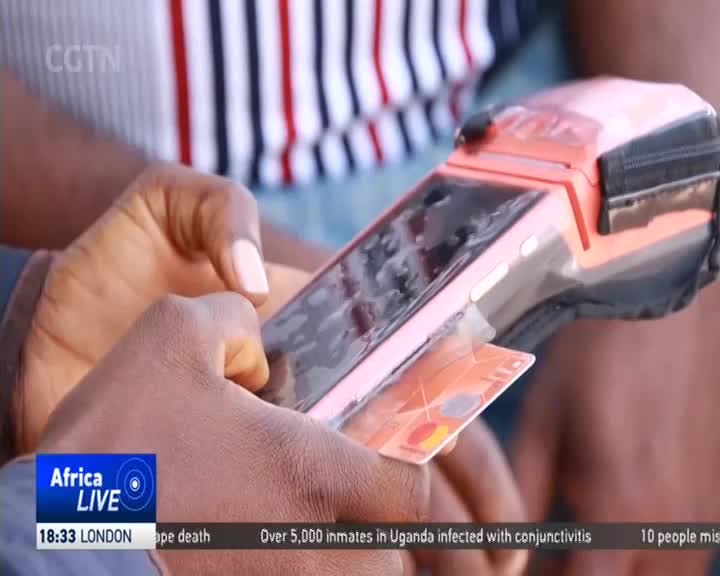 CGTN
Africa
LIVE
18:33 LONDON
ape death Over 5,000 inmates in Uganda infected with conjunctivitis 10 people mis